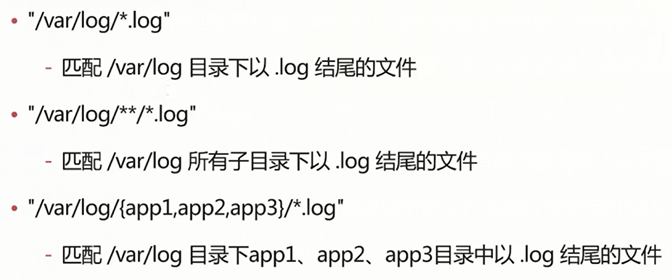 • "/var/log/*.log"
- 匹配 /var/log 目录下以 .log 结尾的文件
• "/var/log/**/*.log"
- 匹配 /var/log 所有子目录下以 .log 结尾的文件
• "/var/log/{app1,app2,app3}/*.log"
- 匹配 /var/log 目录下app1、app2、app3目录中以 .log 结尾的文件